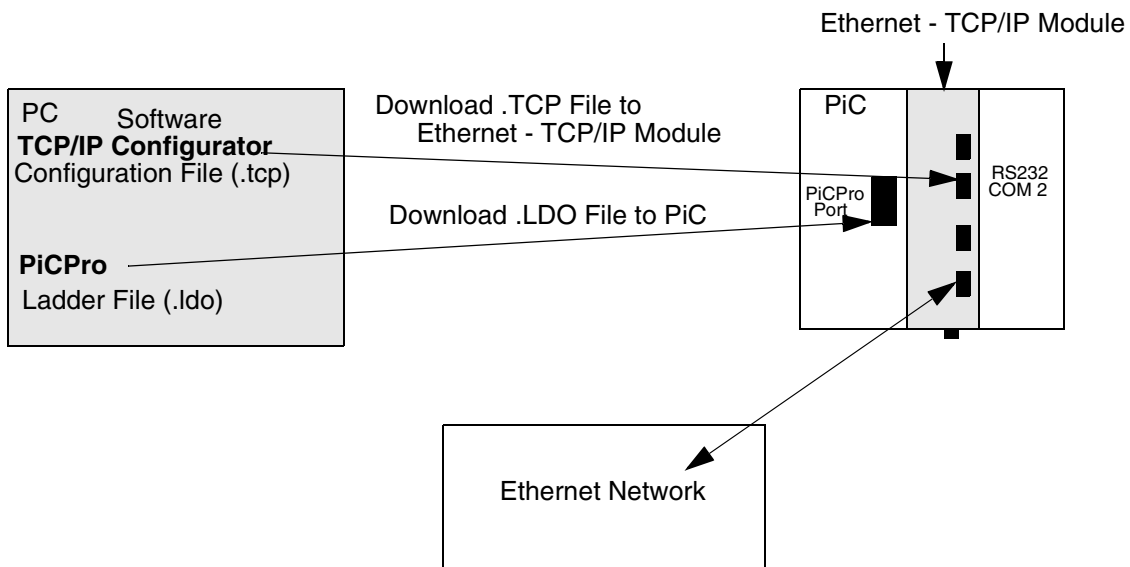 Ethernet - TCP/IP Module
PC
Software
TCP/IP Configurator
Configuration File (.tcp)
PiCPro
Ladder File (.ldo)
Download .TCP File to
Ethernet - TCP/IP Module
Download .LDO File to PiC
PiC
PiCPro
Port
RS232
COM 2
Ethernet Network